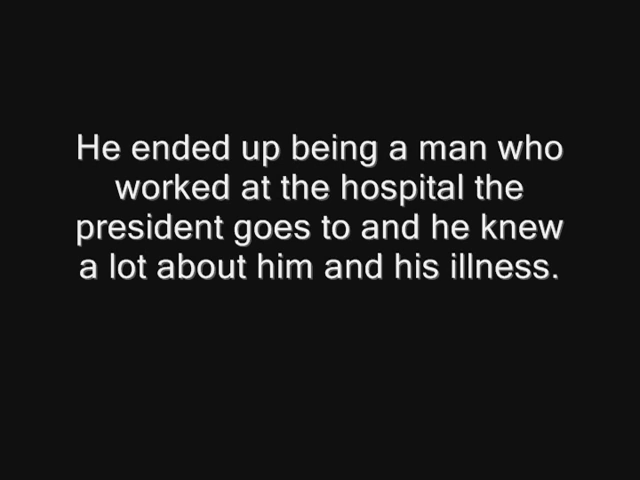 He ended up being a man who
worked at the hospital the
president goes to and he knew
a lot about him and his illness.